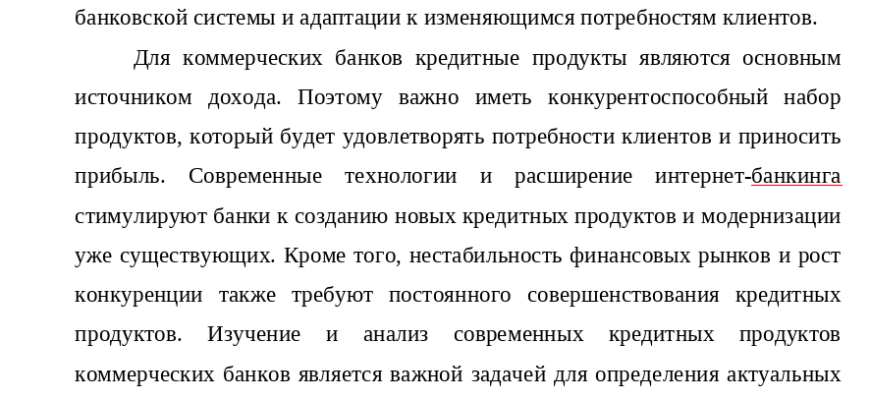 банковской системы и адаптации к изменяющимся потребностям клиентов.
Для коммерческих банков кредитные продукты являются основным
источником дохода. Поэтому важно иметь конкурентоспособный набор
продуктов, который будет удовлетворять потребности клиентов и приносить
прибыль. Современные технологии и расширение интернет-банкинга
стимулируют банки к созданию новых кредитных продуктов и модернизации
уже существующих. Кроме того, нестабильность финансовых рынков и рост
конкуренции также требуют постоянного совершенствования кредитных
продуктов. Изучение и анализ современных кредитных продуктов
коммерческих банков является важной задачей для определения актуальных